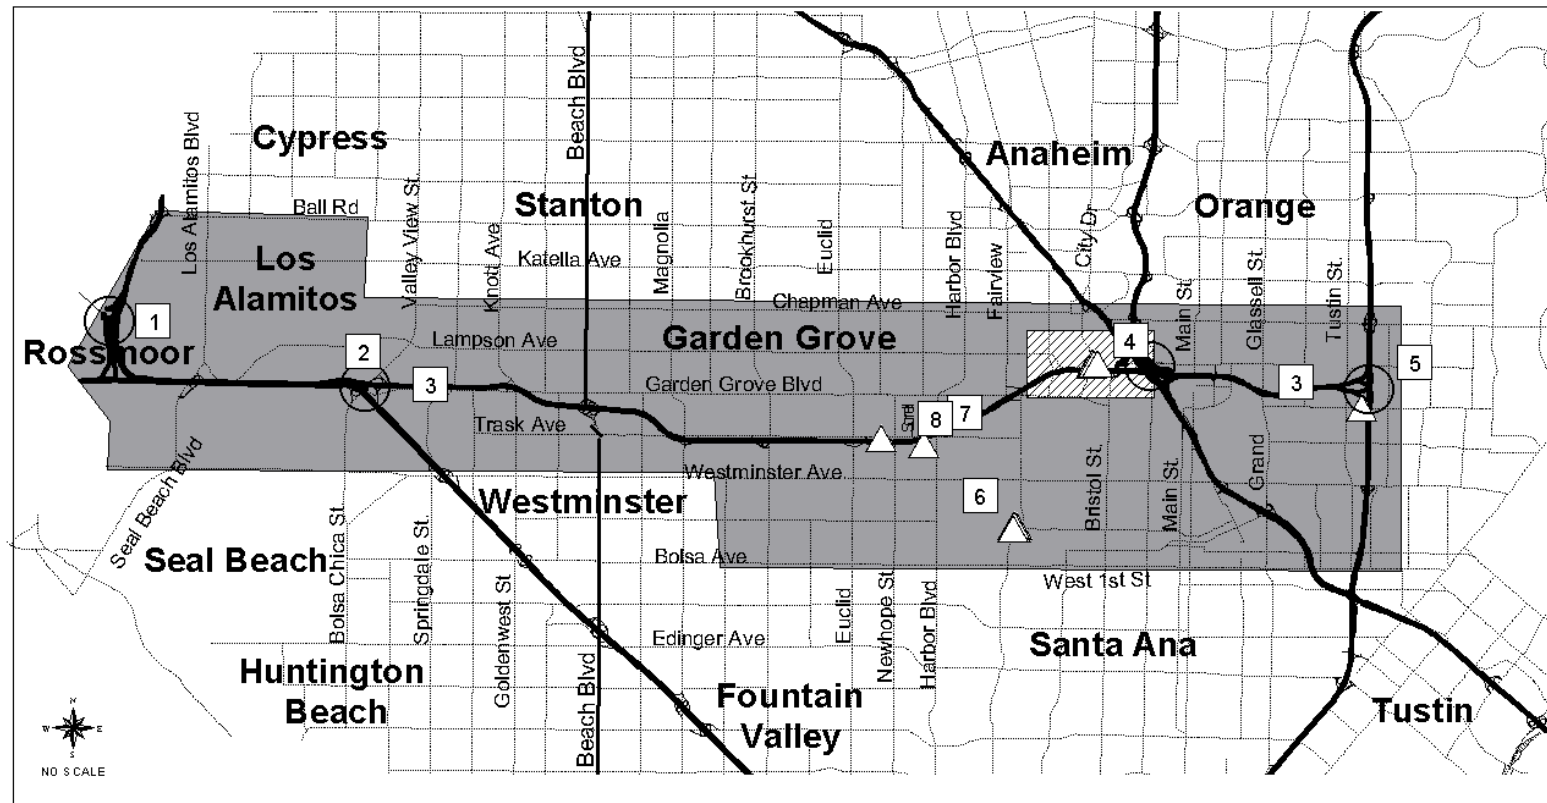 Cypress
Los Alamitos Blvd
Ball Rd
Valley View St.
Beach Blvd
Stanton
Katella Ave
Knott Ave
Magnolia
Brookhurst St.
Euclid
Chapman Ave
Harbor Blvd
Fairview
Anaheim
City Dr
Orange
Main St.
Glassell St.
Tustin St.
Los
Alamitos
1
Rossmoor
2
3
Lampson Ave
Garden Grove
Garden Grove Blvd
Trask Ave
4
3
5
8
7
6
Westminster Ave
Bristol St.
Main St.
Grand
Seal Beach Blvd
Westminster
Seal Beach
Bolsa Ave
West 1st St
Bolsa Chica St.
Springdale St.
Goldenwest St
Edinger Ave
Euclid
Newhope St.
Harbor Blvd
Santa Ana
Huntington
Beach
Beach Blvd
Fountain
Valley
Tustin
N
W
E
S
NO SCALE